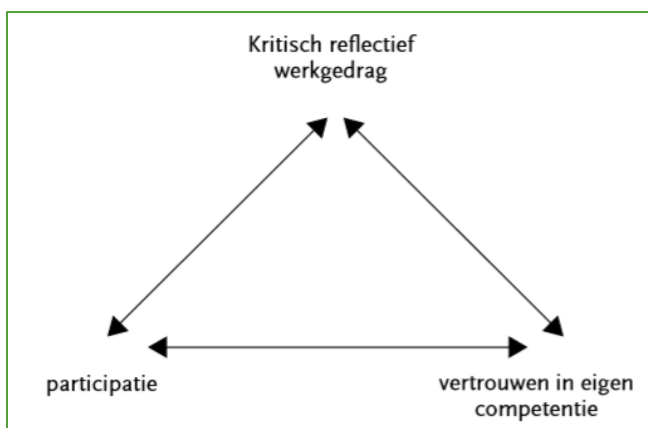 Kritisch reflectief
werkgedrag
participatie
vertrouwen in eigen
competentie